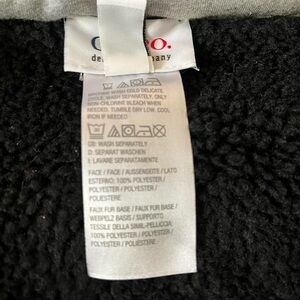 O.
de any
MACHINE WASH COLD DELICATE
CYCLE, WASH SEPARATELY, ONLY
NON-CHLORINE BLEACH WHEN
NEEDED. TUMBLE DRY LOW. COOL
IRON IF NEEDED
GB: WASH SEPARATELY
D: SEPARAT WASCHEN
I: LAVARE SEPARATAMENTE
FACE / FACE / AUSSENSEITE / LATO
ESTERNO: 100% POLYESTER /
POLYESTER / POLYESTER /
POLIESTERE
FAUX FUR BASE / FAUX FUR BASE /
WEBPELZ BASIS / SUPPORTO
TESSILE DELLA SIMIL-PELLICCIA:
100% POLYESTER / POLYESTER /
POLYESTER / POLIESTERE